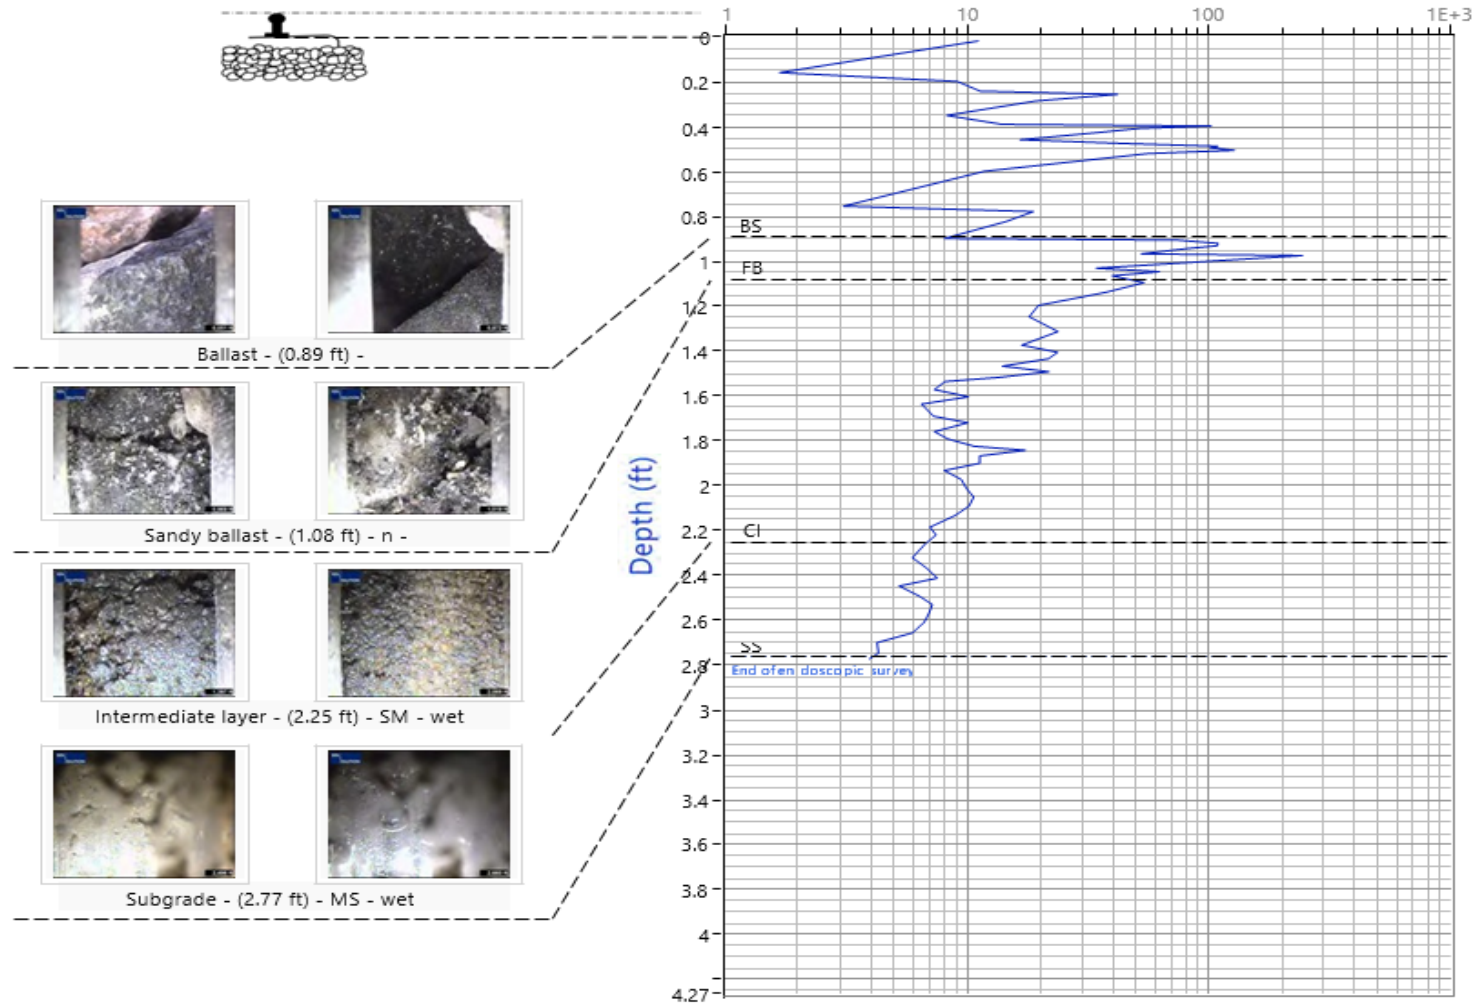 1 10 100 1E+3
0
0.2
0.4
0.6
0.8
BS
1
FB
1.2
1.4
1.6
1.8
2
2.2
CI
2.4
2.6
SS
2.8
End ofen doscopic survey
3
3.2
3.4
3.6
3.8
4
4.27
Depth (ft)
Ballast - (0.89 ft) -
Sandy ballast - (1.08 ft) - n -
Intermediate layer - (2.25 ft) - SM - wet
Subgrade - (2.77 ft) - MS - wet